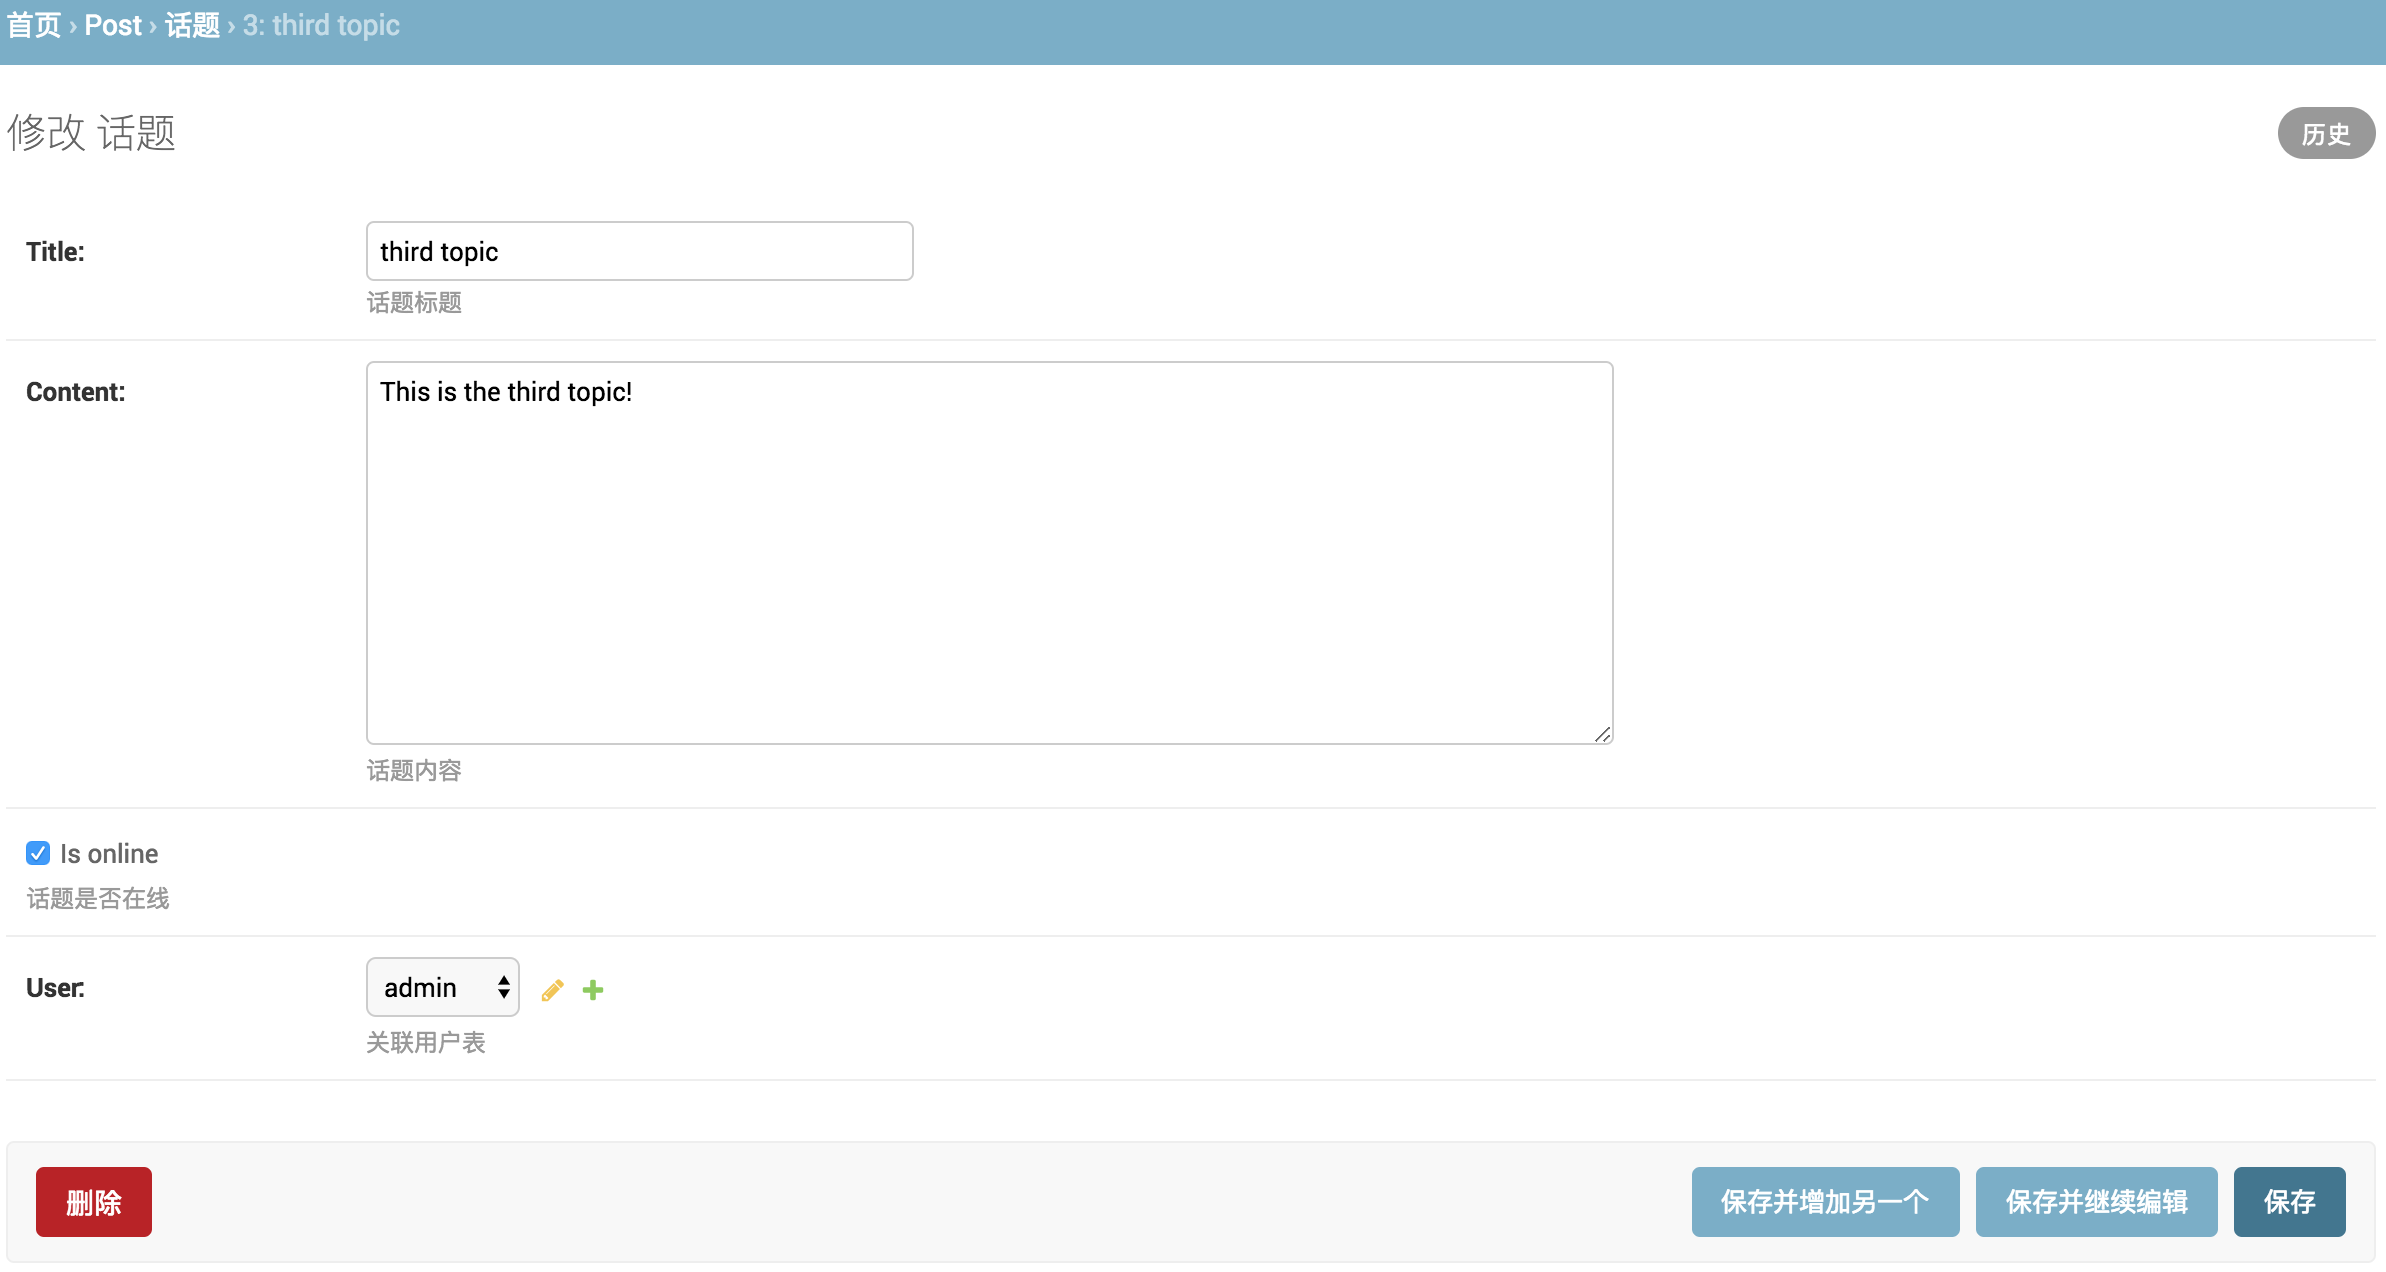 首页 › Post › 话题 › 3: third topic
修改 话题
历史
Title:
third topic
话题标题
Content:
This is the third topic!
话题内容
Is online
话题是否在线
User:
admin
关联用户表
删除
保存并增加另一个
保存并继续编辑
保存